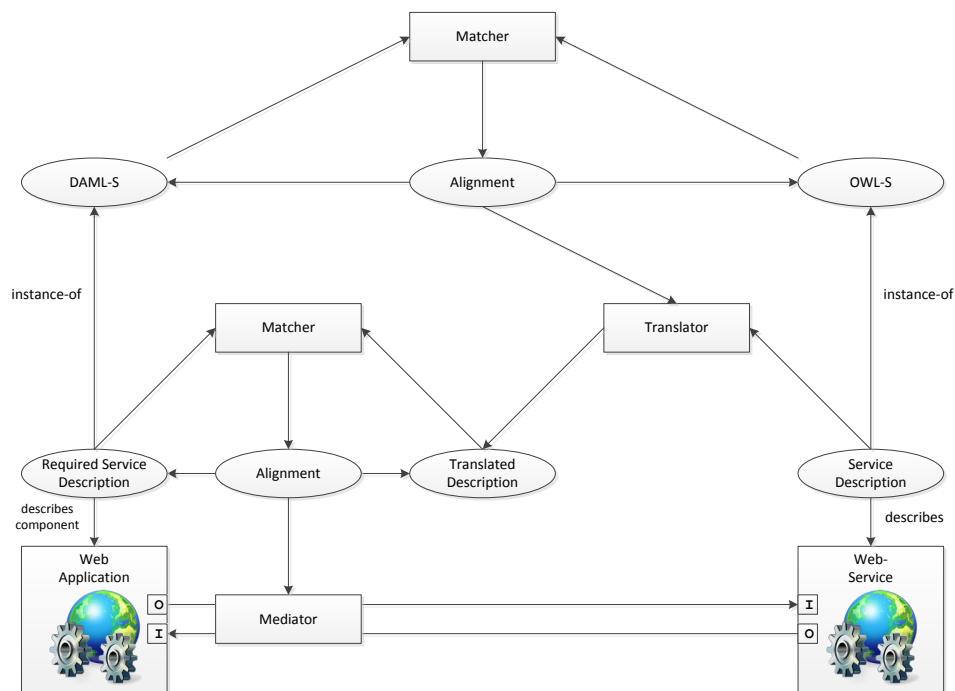 Matcher
DAML-S
Alignment
OWL-S
instance-of
instance-of
Matcher
Translator
Required Service
Description
Alignment
Translated
Description
Service
Description
describes
component
describes
Web
Application
Web-
Service
O
I
Mediator
I
O